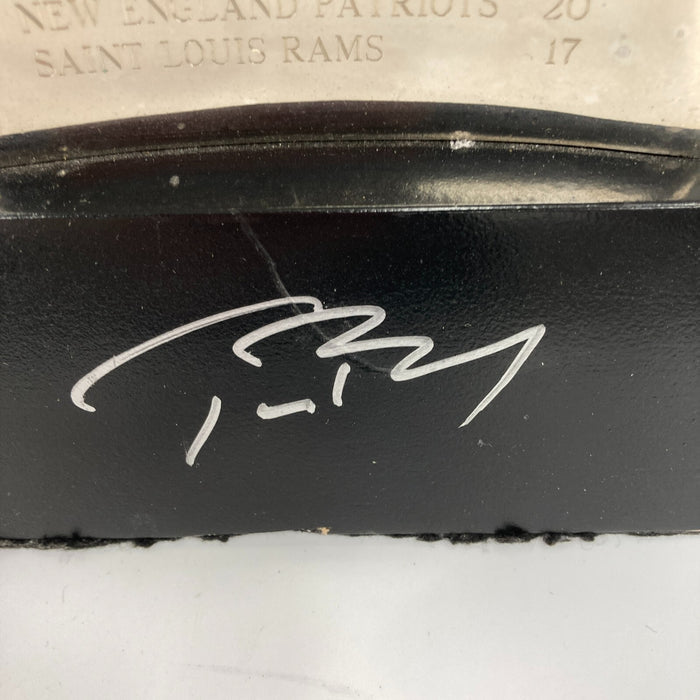 NEW ENGLAND PATRIOTS 20
SAINT LOUIS RAMS 17